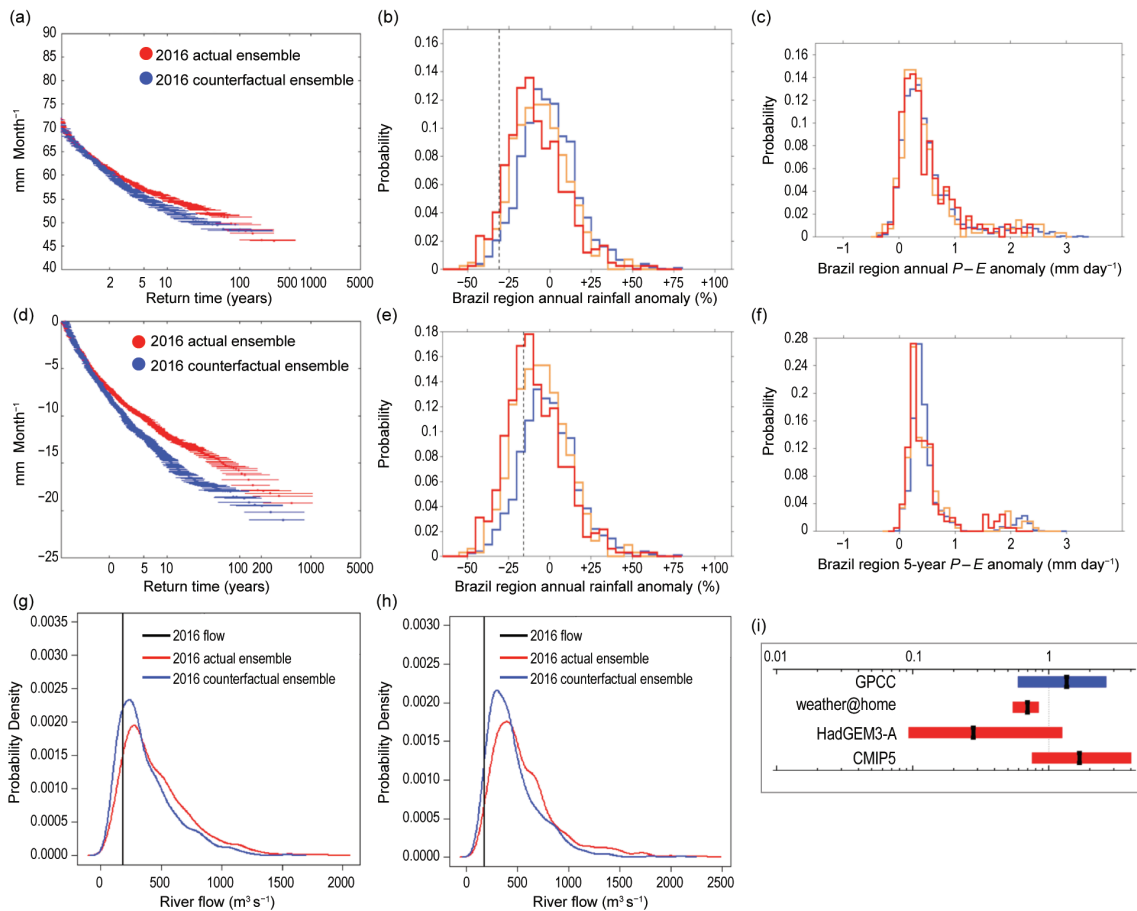 (a)
90
85
80
75
70
65
60
55
50
45
40
mm Month⁻¹
2016 actual ensemble
2016 counterfactual ensemble
2 5 10 100 500 1000 5000
Return time (years)
(b)
0.16
0.14
0.12
0.1
0.08
0.06
0.04
0.02
0
Probability
−50 −25 0 +25 +50 +75 +100
Brazil region annual rainfall anomaly (%)
(c)
0.16
0.14
0.12
0.1
0.08
0.06
0.04
0.02
0
Probability
−1 0 1 2 3
Brazil region annual P – E anomaly (mm day⁻¹)
(d)
0
−5
−10
−15
−20
−25
mm Month⁻¹
2016 actual ensemble
2016 counterfactual ensemble
0 5 10 100 200 1000 5000
Return time (years)
(e)
0.18
0.16
0.14
0.12
0.1
0.08
0.06
0.04
0.02
0
Probability
−50 −25 0 +25 +50 +75 +100
Brazil region annual rainfall anomaly (%)
(f)
0.28
0.24
0.20
0.16
0.12
0.08
0.04
0
Probability
−1 0 1 2 3
Brazil region 5-year P – E anomaly (mm day⁻¹)
(g)
0.0030
0.0025
0.0020
0.0015
0.0010
0.0005
0.0000
Probability Density
2016 flow
2016 actual ensemble
2016 counterfactual ensemble
0 500 1000 1500 2000
River flow (m³ s⁻¹)
(h)
0.0030
0.0025
0.0020
0.0015
0.0010
0.0005
0.0000
Probability Density
2016 flow
2016 actual ensemble
2016 counterfactual ensemble
0 500 1000 1500 2000 2500
River flow (m³ s⁻¹)
(i)
0.01 0.1 1
GPCC
weather@home
HadGEM3-A
CMIP5